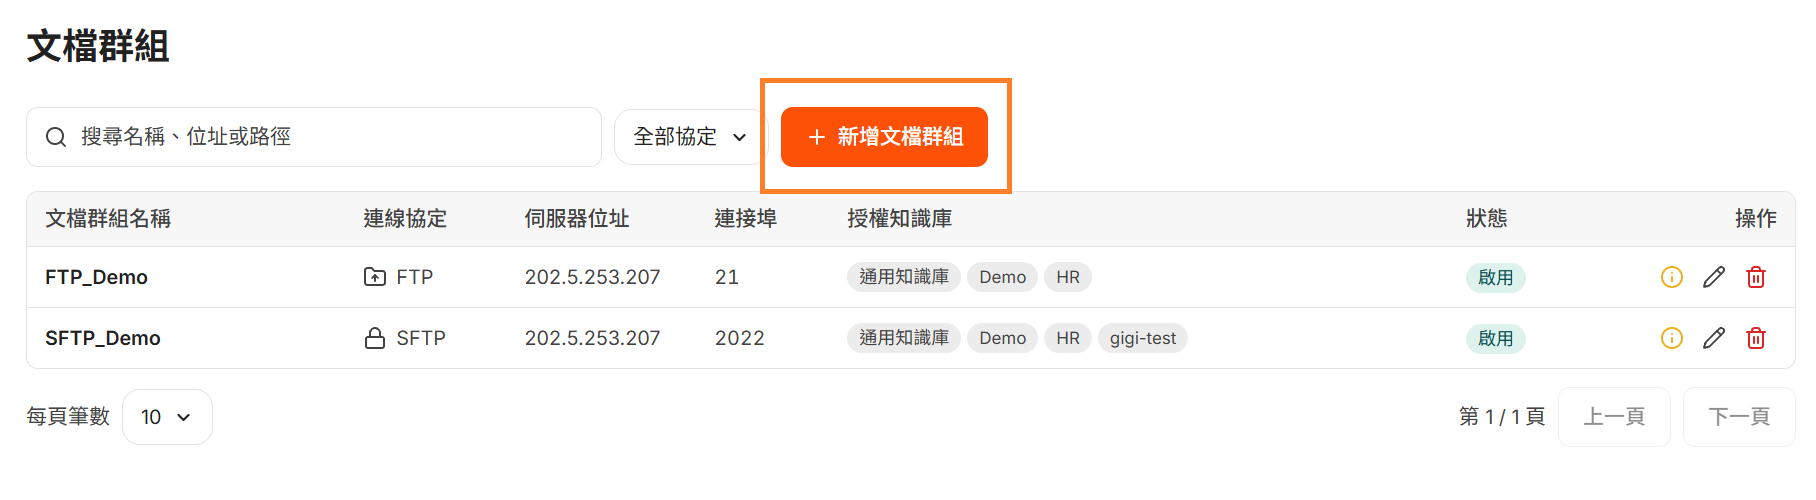 文檔群組
搜尋名稱、位址或路徑 全部協定 新增文檔群組
文檔群組名稱 連線協定 伺服器位址 連接埠 授權知識庫 狀態 操作
FTP_Demo FTP 202.5.253.207 21 通用知識庫 Demo HR 啟用
SFTP_Demo SFTP 202.5.253.207 2022 通用知識庫 Demo HR gigi-test 啟用
每頁筆數 10 第 1 / 1 頁 上一頁 下一頁